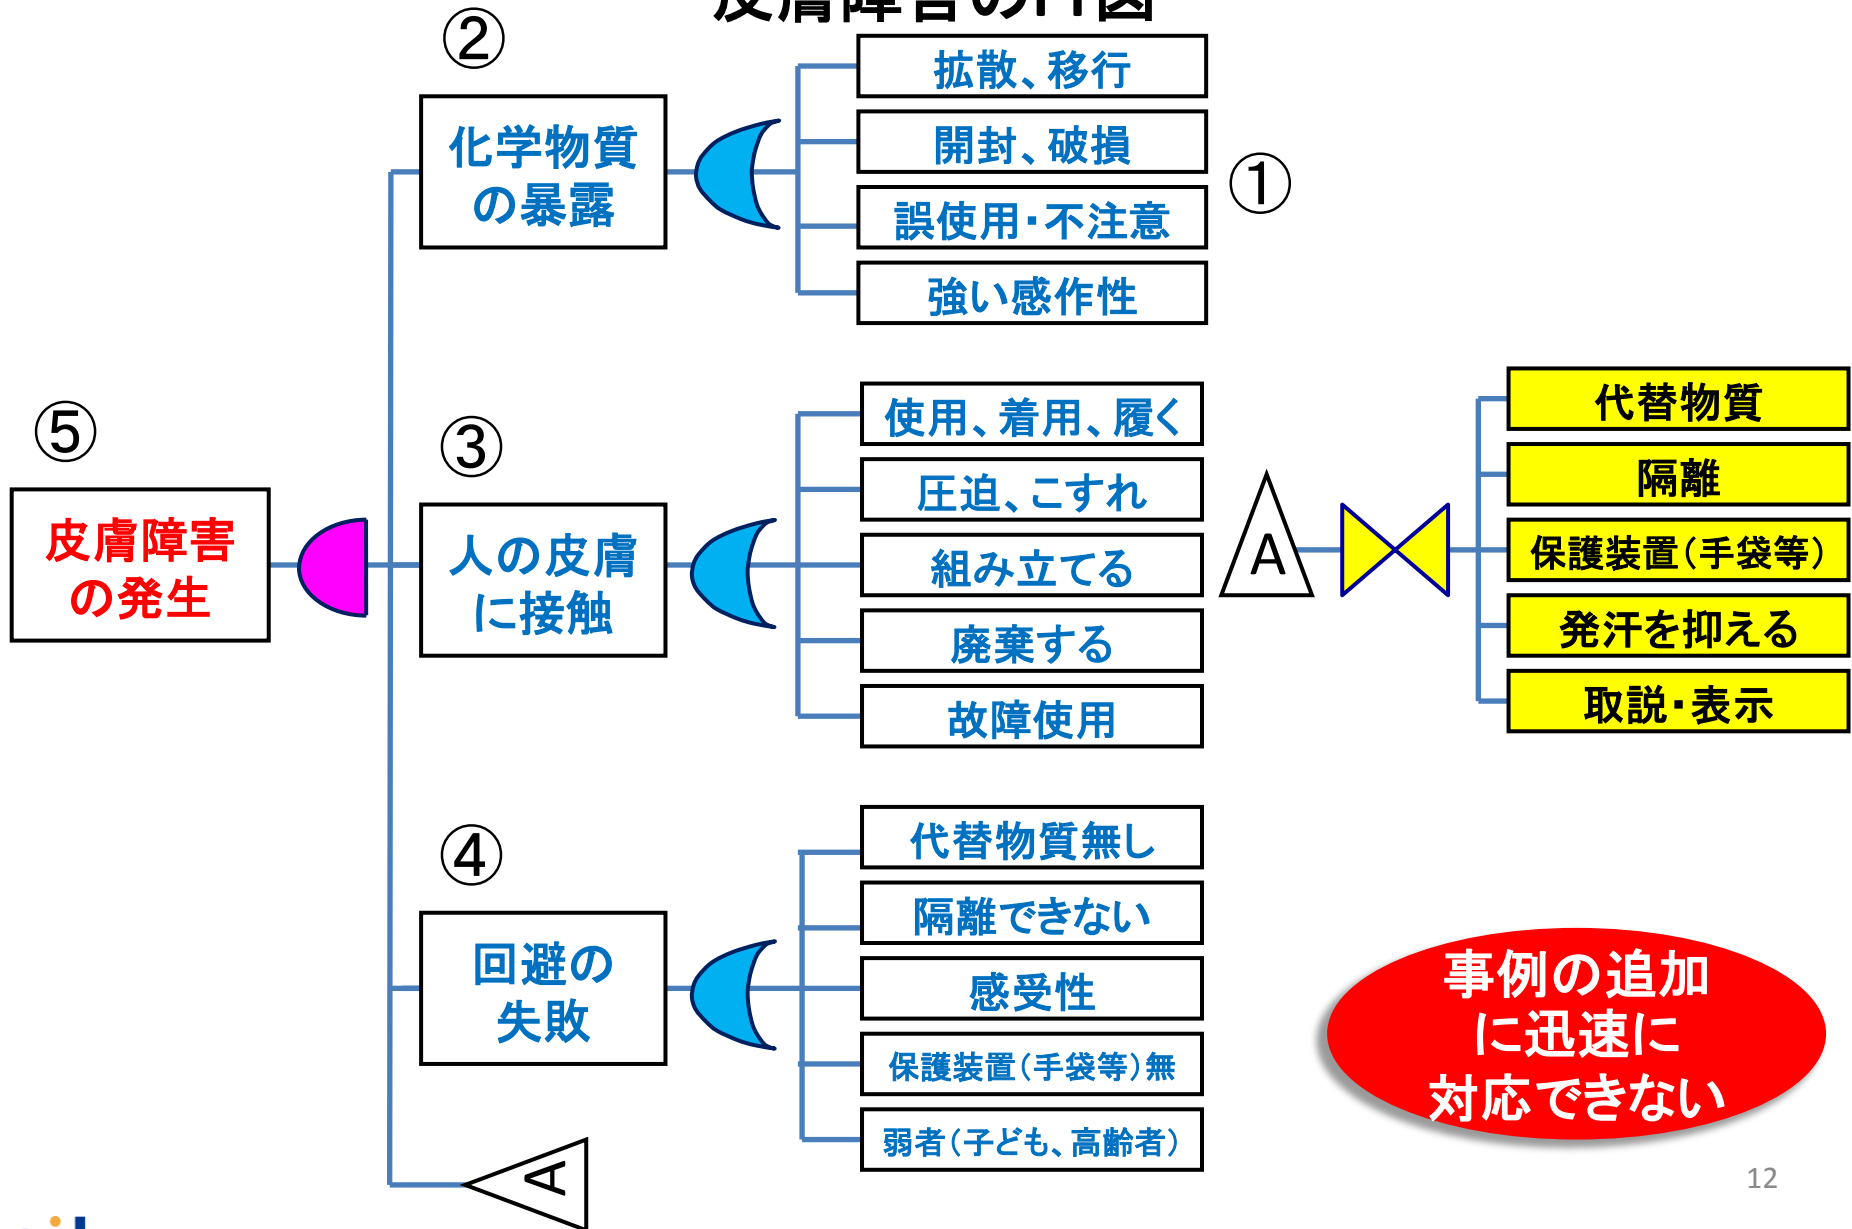 皮膚障害の
②
拡散、移行
化学物質
の暴露
開封、破損
①
誤使用・不注意
強い感作性
⑤
皮膚障害
の発生
③
人の皮膚
に接触
使用、着用、履く
圧迫、こすれ
組み立てる
廃棄する
故障使用
A
代替物質
隔離
保護装置(手袋等)
発汗を抑える
取説・表示
④
回避の
失敗
代替物質無し
隔離できない
感受性
保護装置(手袋等)無
弱者(子ども、高齢者)
A
事例の追加
に迅速に
対応できない
12